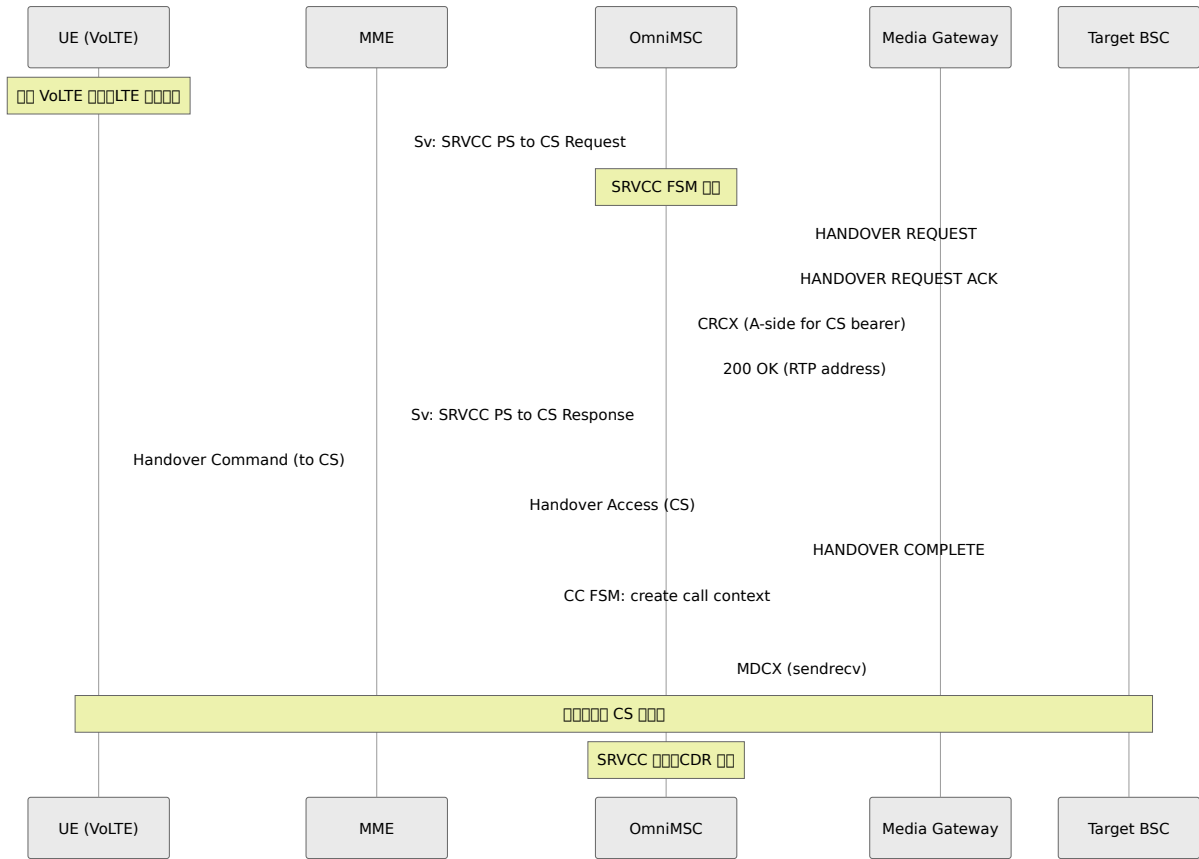 UE (VoLTE)
MME
OmniMSC
Media Gateway
Target BSC
VoLTE
LTE
Sv: SRVCC PS to CS Request
SRVCC FSM
HANDOVER REQUEST
HANDOVER REQUEST ACK
CRCX (A-side for CS bearer)
200 OK (RTP address)
Sv: SRVCC PS to CS Response
Handover Command (to CS)
Handover Access (CS)
HANDOVER COMPLETE
CC FSM: create call context
MDCX (sendrecv)
CS
SRVCC
CDR
UE (VoLTE)
MME
OmniMSC
Media Gateway
Target BSC